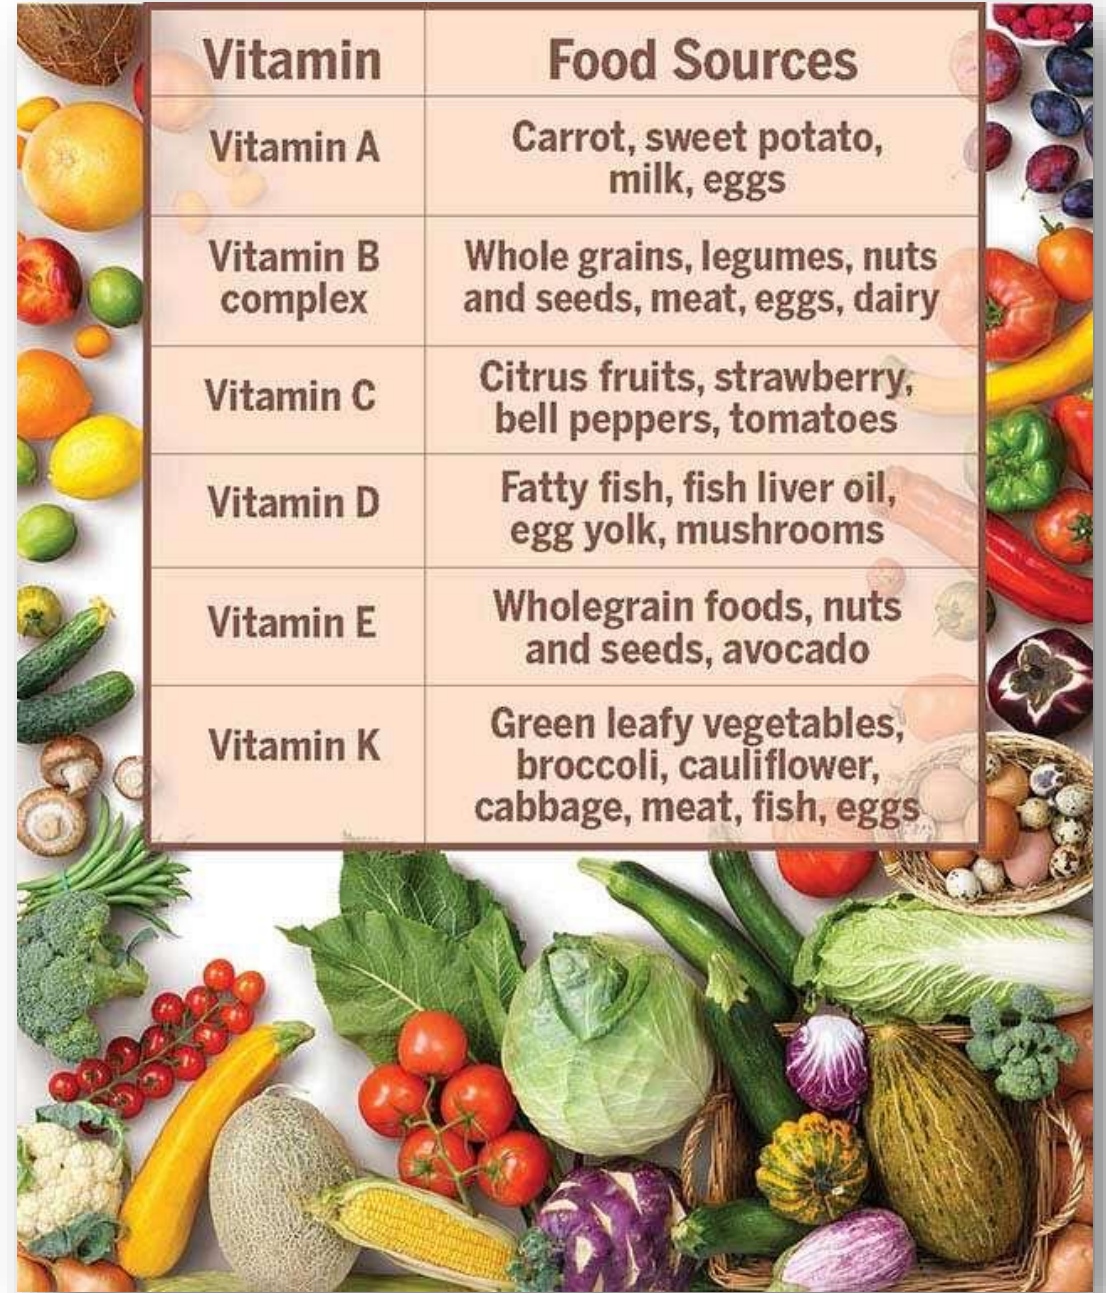 Vitamin
Food Sources
Vitamin A
Carrot, sweet potato,
milk, eggs
Vitamin B
complex
Whole grains, legumes, nuts
and seeds, meat, eggs, dairy
Vitamin C
Citrus fruits, strawberry,
bell peppers, tomatoes
Vitamin D
Fatty fish, fish liver oil,
egg yolk, mushrooms
Vitamin E
Wholegrain foods, nuts
and seeds, avocado
Vitamin K
Green leafy vegetables,
broccoli, cauliflower,
cabbage, meat, fish, eggs